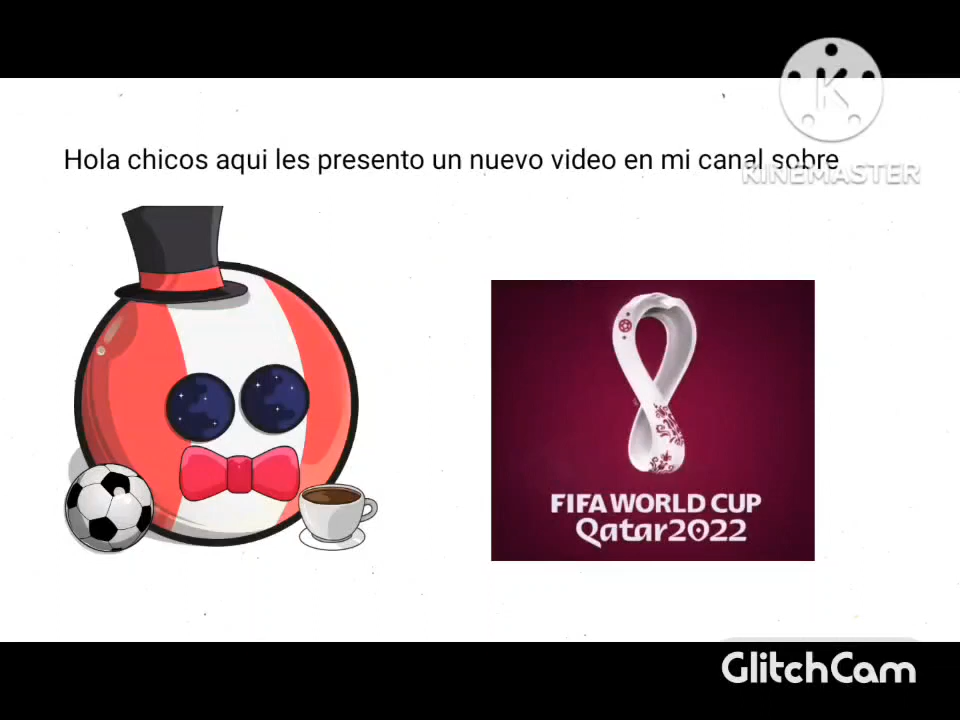 Hola chicos aqui les presento un nuevo video en mi canal sobre
KINEMASTER
FIFA WORLD CUP
Qatar2022
GlitchCam